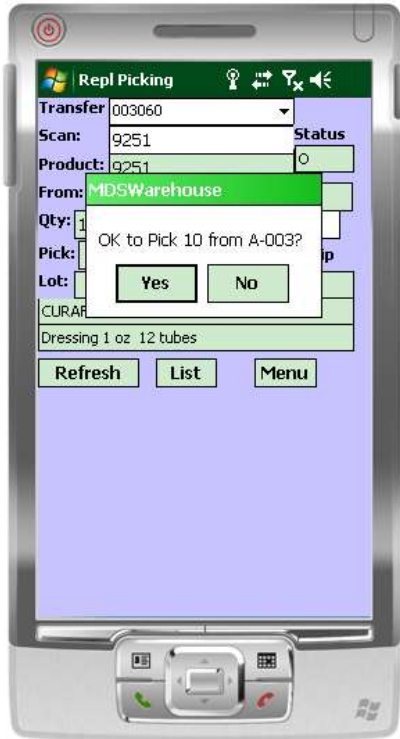 Repl Picking
Transfer 003060
Scan: 9251 Status
Product: 9251 O
From:
MDSWarehouse
Qty: 1
OK to Pick 10 from A-003?
Pick:
Lot:
Yes No
Dressing 1 oz 12 tubes
Refresh List Menu